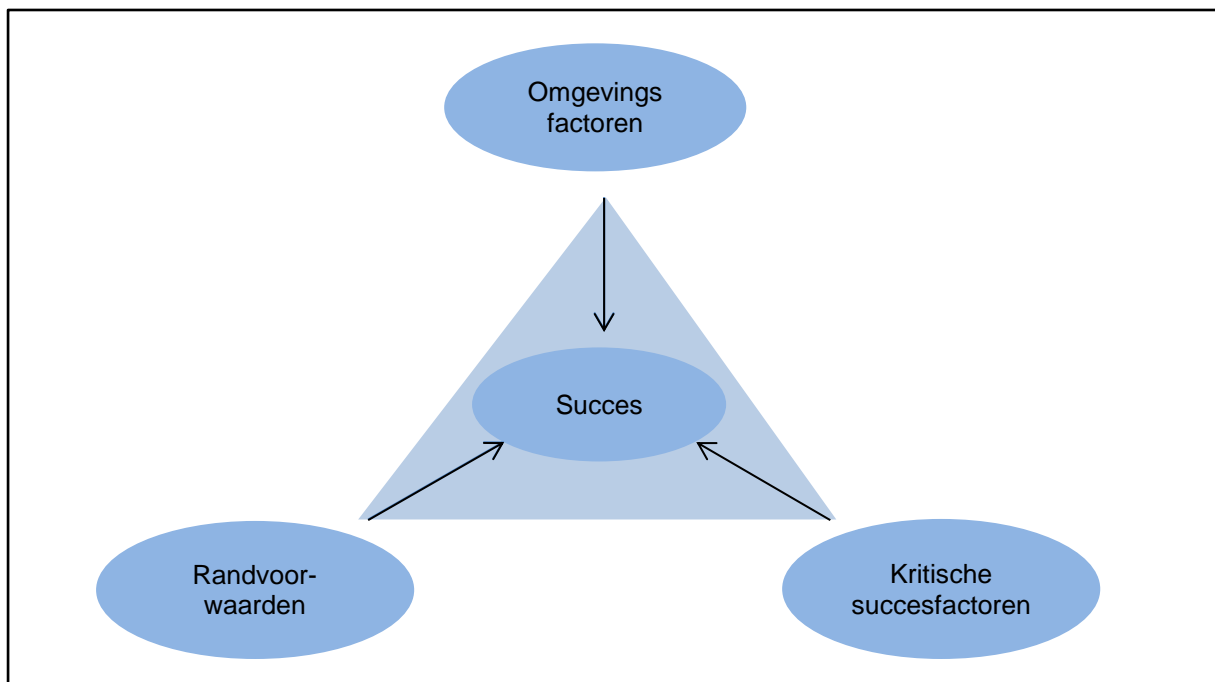 Omgevings
factoren
Succes
Randvoor-
waarden
Kritische
succesfactoren